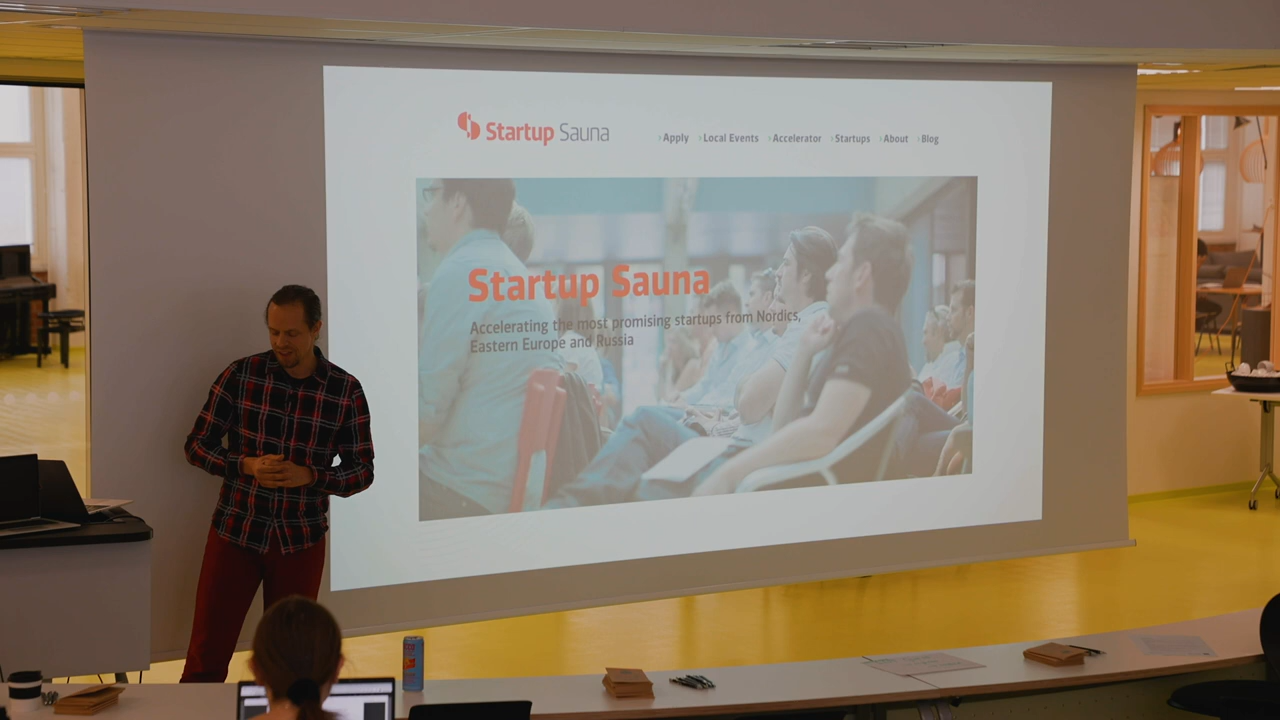 Startup Sauna
› Apply › Local Events › Accelerator › Startups › About › Blog
Startup Sauna
Accelerating the most promising startups from Nordics,
Eastern Europe and Russia